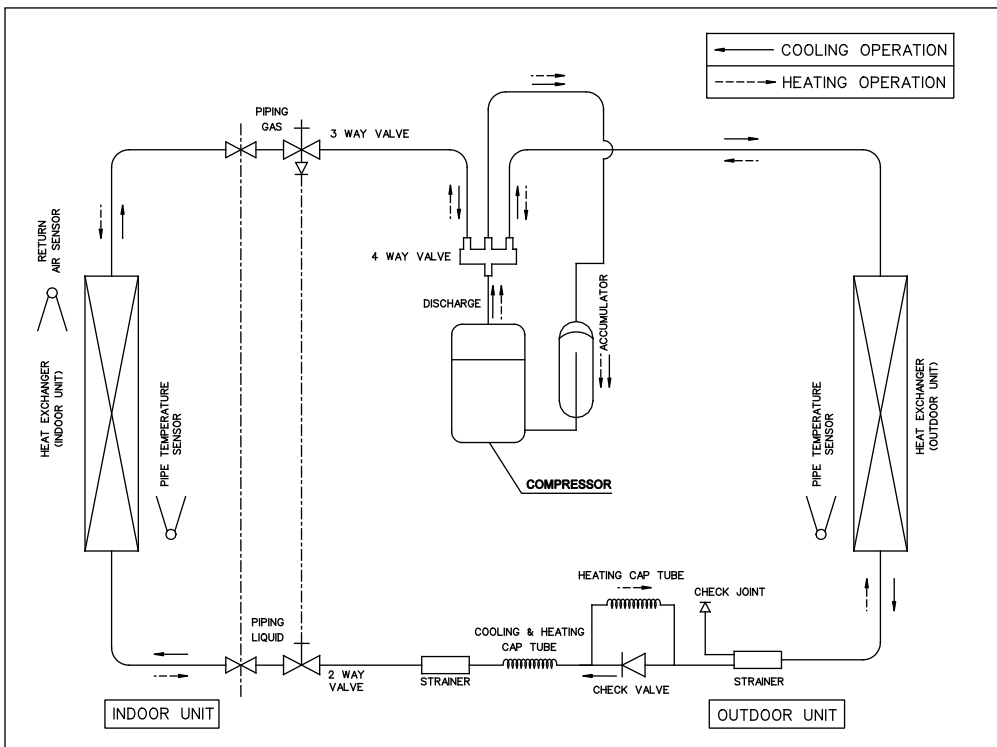 COOLING OPERATION
HEATING OPERATION
PIPING
GAS
3 WAY VALVE
RETURN
AIR SENSOR
4 WAY VALVE
DISCHARGE
ACCUMULATOR
HEAT EXCHANGER
(INDOOR UNIT)
PIPE TEMPERATURE
SENSOR
COMPRESSOR
PIPE TEMPERATURE
SENSOR
HEAT EXCHANGER
(OUTDOOR UNIT)
HEATING CAP TUBE
CHECK JOINT
PIPING
LIQUID
COOLING & HEATING
CAP TUBE
2 WAY
VALVE
STRAINER
CHECK VALVE
STRAINER
INDOOR UNIT
OUTDOOR UNIT